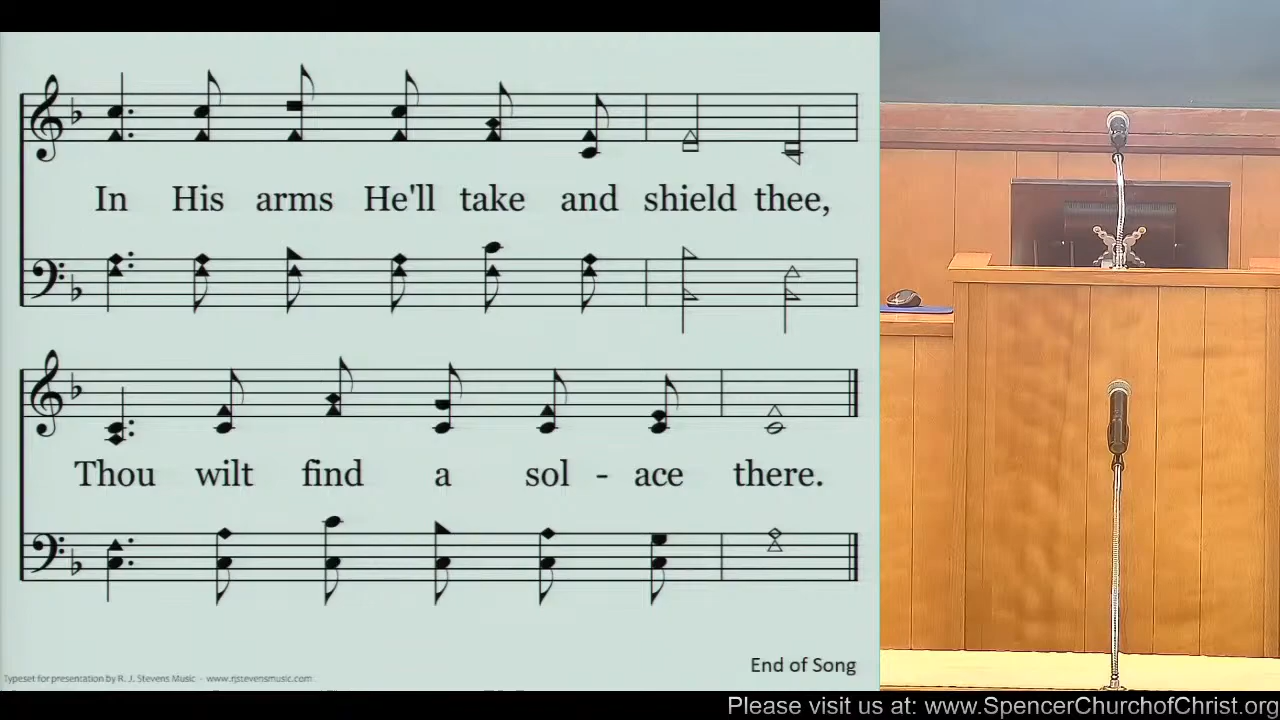 In His arms He'll take and shield thee,
Thou wilt find a sol - ace there.
End of Song
Typeset for presentation by R. J. Stevens Music - www.rjstevensmusic.com
Please visit us at: www.SpencerChurchofChrist.org